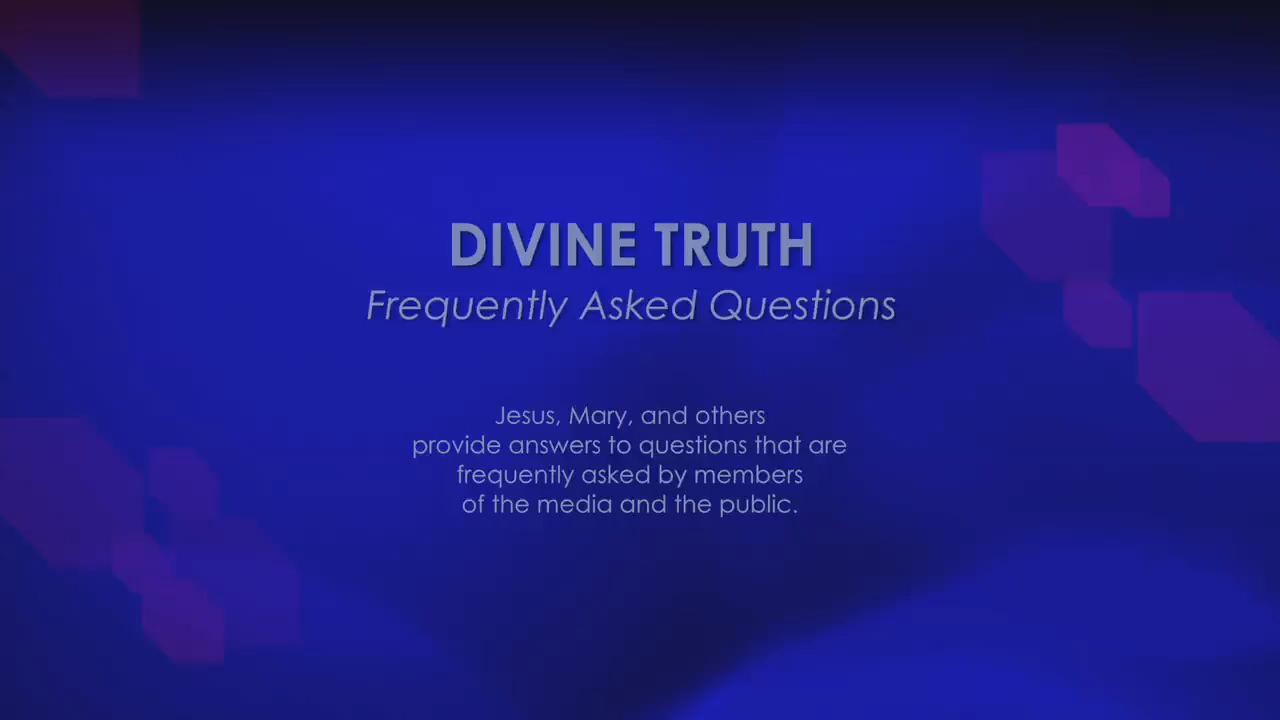 DIVINE TRUTH
Frequently Asked Questions
Jesus, Mary, and others
provide answers to questions that are
frequently asked by members
of the media and the public.